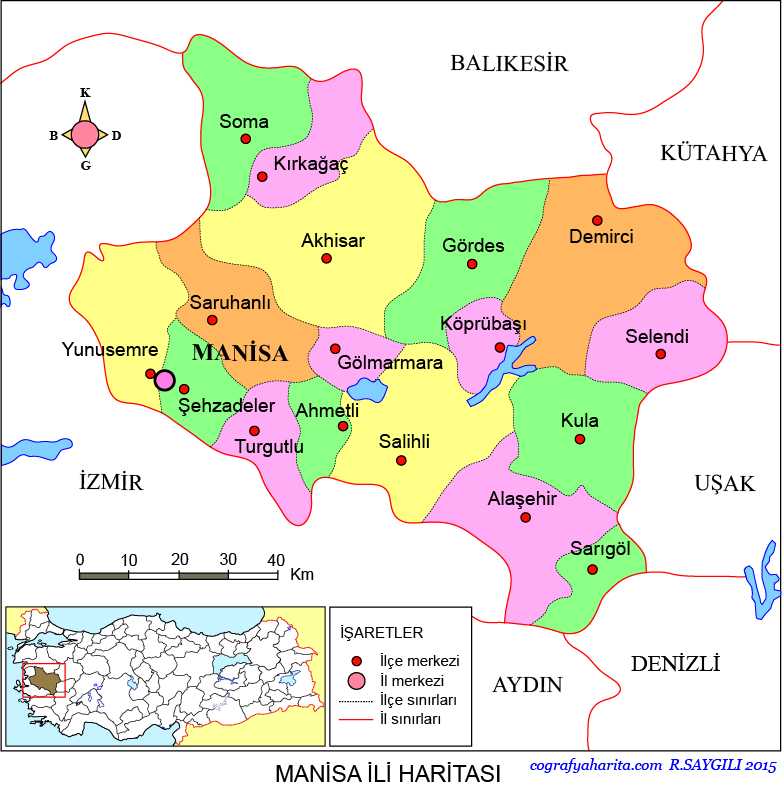 BALIKESİR
K
B D
G
Soma
KÜTAHYA
Kırkağaç
Demirci
Akhisar
Gördes
Saruhanlı
Köprübaşı
Selendi
Yunusemre
MANİSA
Gölmarmara
Şehzadeler
Ahmetli
Kula
Turgutlu
Salihli
İZMİR
UŞAK
Alaşehir
Sarıgöl
0 10 20 30 40
Km
İŞARETLER
İlçe merkezi
İl merkezi
İlçe sınırları
İl sınırları
DENİZLİ
AYDIN
cografyaharita.com R.SAYGILI 2015
MANİSA İLİ HARİTASI